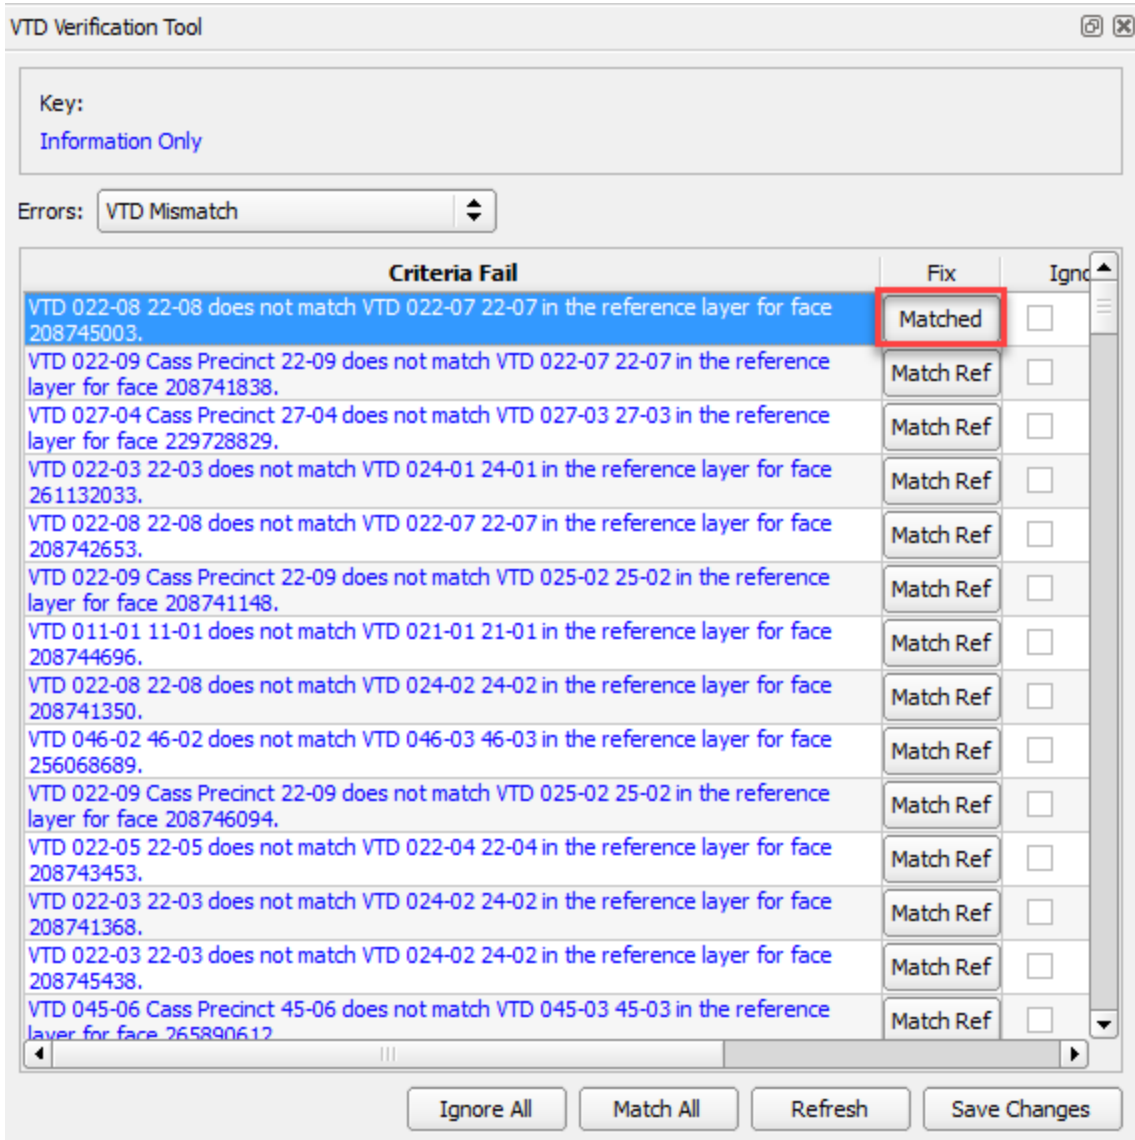 VTD Verification Tool
Key:
Information Only
Errors: VTD Mismatch
Criteria Fail Fix Igno
VTD 022-08 22-08 does not match VTD 022-07 22-07 in the reference layer for face
208745003.
Matched
VTD 022-09 Cass Precinct 22-09 does not match VTD 022-07 22-07 in the reference
layer for face 208741838.
Match Ref
VTD 027-04 Cass Precinct 27-04 does not match VTD 027-03 27-03 in the reference
layer for face 229728829.
Match Ref
VTD 022-03 22-03 does not match VTD 024-01 24-01 in the reference layer for face
261132033.
Match Ref
VTD 022-08 22-08 does not match VTD 022-07 22-07 in the reference layer for face
208742653.
Match Ref
VTD 022-09 Cass Precinct 22-09 does not match VTD 025-02 25-02 in the reference
layer for face 208741148.
Match Ref
VTD 011-01 11-01 does not match VTD 021-01 21-01 in the reference layer for face
208744696.
Match Ref
VTD 022-08 22-08 does not match VTD 024-02 24-02 in the reference layer for face
208741350.
Match Ref
VTD 046-02 46-02 does not match VTD 046-03 46-03 in the reference layer for face
256068689.
Match Ref
VTD 022-09 Cass Precinct 22-09 does not match VTD 025-02 25-02 in the reference
layer for face 208746094.
Match Ref
VTD 022-05 22-05 does not match VTD 022-04 22-04 in the reference layer for face
208743453.
Match Ref
VTD 022-03 22-03 does not match VTD 024-02 24-02 in the reference layer for face
208741368.
Match Ref
VTD 022-03 22-03 does not match VTD 024-02 24-02 in the reference layer for face
208745438.
Match Ref
VTD 045-06 Cass Precinct 45-06 does not match VTD 045-03 45-03 in the reference
layer for face 265890612
Match Ref
Ignore All Match All Refresh Save Changes